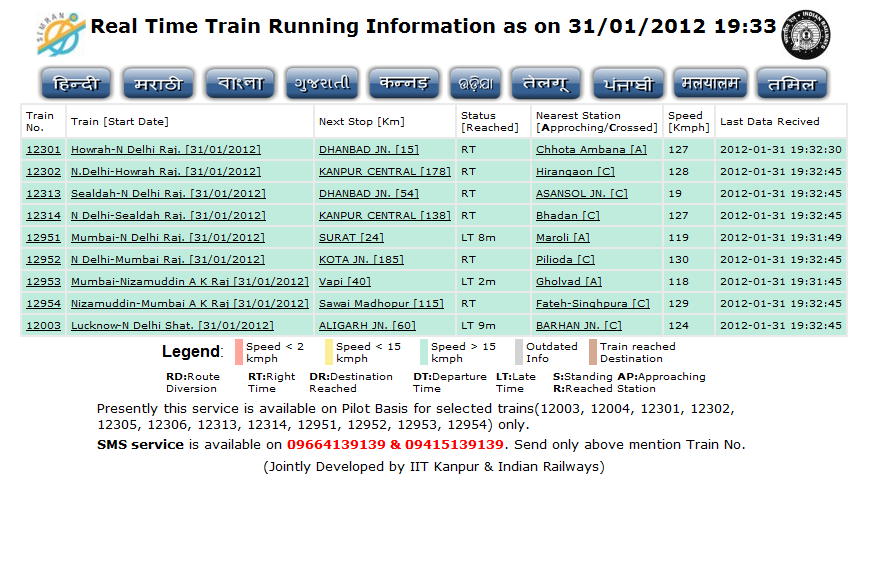 SIMRAN
Real Time Train Running Information as on 31/01/2012 19:33
INDIAN RAILWAYS
हिन्दी मराठी বাংলা ગુજરાતી ಕನ್ನಡ ଓଡ଼ିଆ తెలుగు ਪੰਜਾਬੀ മലയാലമ தமிள
Train No. Train [Start Date] Next Stop [Km] Status [Reached] Nearest Station [Approching/Crossed] Speed [Kmph] Last Data Recived
12301 Howrah-N Delhi Raj. [31/01/2012] DHANBAD JN. [15] RT Chhota Ambana [A] 127 2012-01-31 19:32:30
12302 N.Delhi-Howrah Raj. [31/01/2012] KANPUR CENTRAL [178] RT Hirangaon [C] 128 2012-01-31 19:32:45
12313 Sealdah-N Delhi Raj. [31/01/2012] DHANBAD JN. [54] RT ASANSOL JN. [C] 19 2012-01-31 19:32:45
12314 N Delhi-Sealdah Raj. [31/01/2012] KANPUR CENTRAL [138] RT Bhadan [C] 127 2012-01-31 19:32:45
12951 Mumbai-N Delhi Raj. [31/01/2012] SURAT [24] LT 8m Maroli [A] 119 2012-01-31 19:31:49
12952 N Delhi-Mumbai Raj. [31/01/2012] KOTA JN. [185] RT Pilioda [C] 130 2012-01-31 19:32:45
12953 Mumbai-Nizamuddin A K Raj [31/01/2012] Vapi [40] LT 2m Gholvad [A] 118 2012-01-31 19:31:45
12954 Nizamuddin-Mumbai A K Raj [31/01/2012] Sawai Madhopur [115] RT Fateh-Singhpura [C] 129 2012-01-31 19:32:45
12003 Lucknow-N Delhi Shat. [31/01/2012] ALIGARH JN. [60] LT 9m BARHAN JN. [C] 124 2012-01-31 19:32:45
Legend: Speed < 2 kmph Speed < 15 kmph Speed > 15 kmph Outdated Info Train reached Destination
RD:Route Diversion RT:Right Time DR:Destination Reached DT:Departure Time LT:Late Time S:Standing AP:Approaching R:Reached Station
Presently this service is available on Pilot Basis for selected trains(12003, 12004, 12301, 12302,
12305, 12306, 12313, 12314, 12951, 12952, 12953, 12954) only.
SMS service is available on 09664139139 & 09415139139. Send only above mention Train No.
(Jointly Developed by IIT Kanpur & Indian Railways)